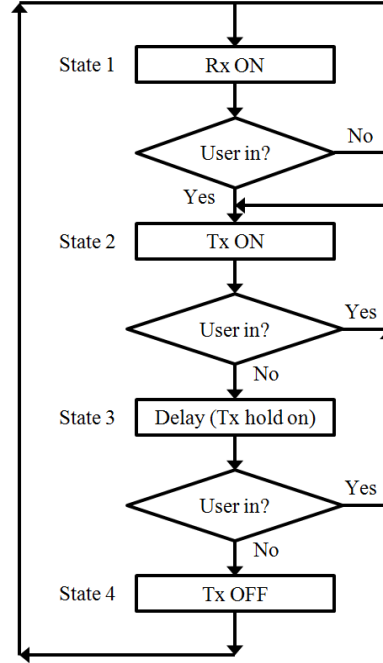 State 1
Rx ON
User in?
No
Yes
State 2
Tx ON
User in?
Yes
No
State 3
Delay (Tx hold on)
User in?
Yes
No
State 4
Tx OFF